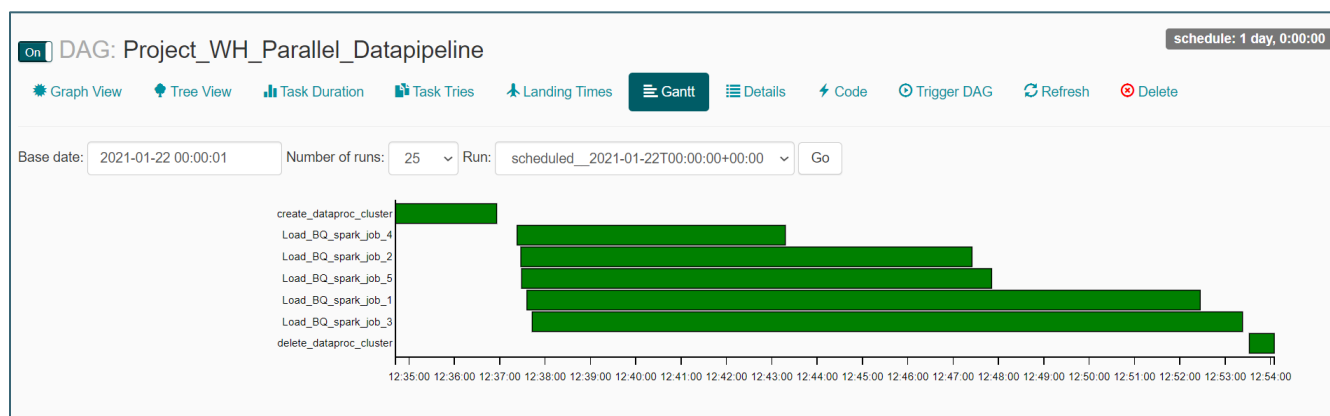 schedule: 1 day, 0:00:00
On DAG: Project_WH_Parallel_Datapipeline
Graph View Tree View Task Duration Task Tries Landing Times Gantt Details Code Trigger DAG Refresh Delete
Base date: 2021-01-22 00:00:01 Number of runs: 25 Run: scheduled__2021-01-22T00:00:00+00:00 Go
create_dataproc_cluster
Load_BQ_spark_job_4
Load_BQ_spark_job_2
Load_BQ_spark_job_5
Load_BQ_spark_job_1
Load_BQ_spark_job_3
delete_dataproc_cluster
12:35:00 12:36:00 12:37:00 12:38:00 12:39:00 12:40:00 12:41:00 12:42:00 12:43:00 12:44:00 12:45:00 12:46:00 12:47:00 12:48:00 12:49:00 12:50:00 12:51:00 12:52:00 12:53:00 12:54:00